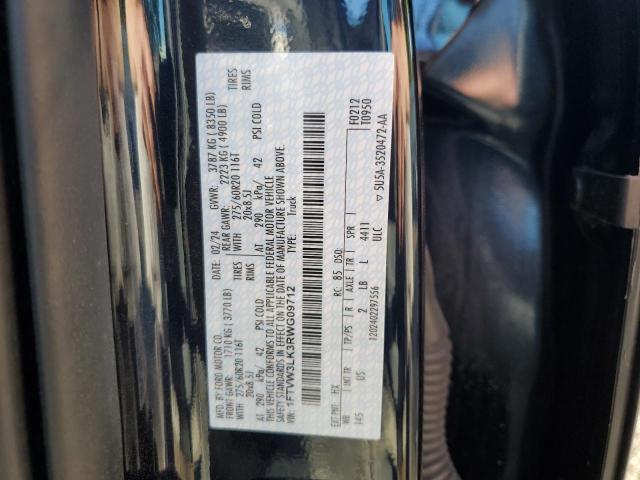 MFD. BY FORD MOTOR CO.
DATE: 02/24 GVWR: 3787 KG ( 8350 LB)
FRONT GAWR: 1710 KG ( 3770 LB) REAR GAWR: 2223 KG ( 4900 LB)
WITH 275/60R20 116T TIRES WITH 275/60R20 116T TIRES
20x8.5J RIMS 20x8.5J RIMS
AT 290 kPa/ 42 PSI COLD AT 290 kPa/ 42 PSI COLD
THIS VEHICLE CONFORMS TO ALL APPLICABLE FEDERAL MOTOR VEHICLE
SAFETY STANDARDS IN EFFECT ON THE DATE OF MANUFACTURE SHOWN ABOVE.
VIN: 1FTVW3LK3RWG09712 TYPE: Truck
F0212
T0950
EXT PNT: HX RC: 85 DSO:
WB INT TR TP/PS R AXLE TR SPR
145 US 2 LB L 4411
ULC
1202402297556 ▽ 5U5A-3520472-AA